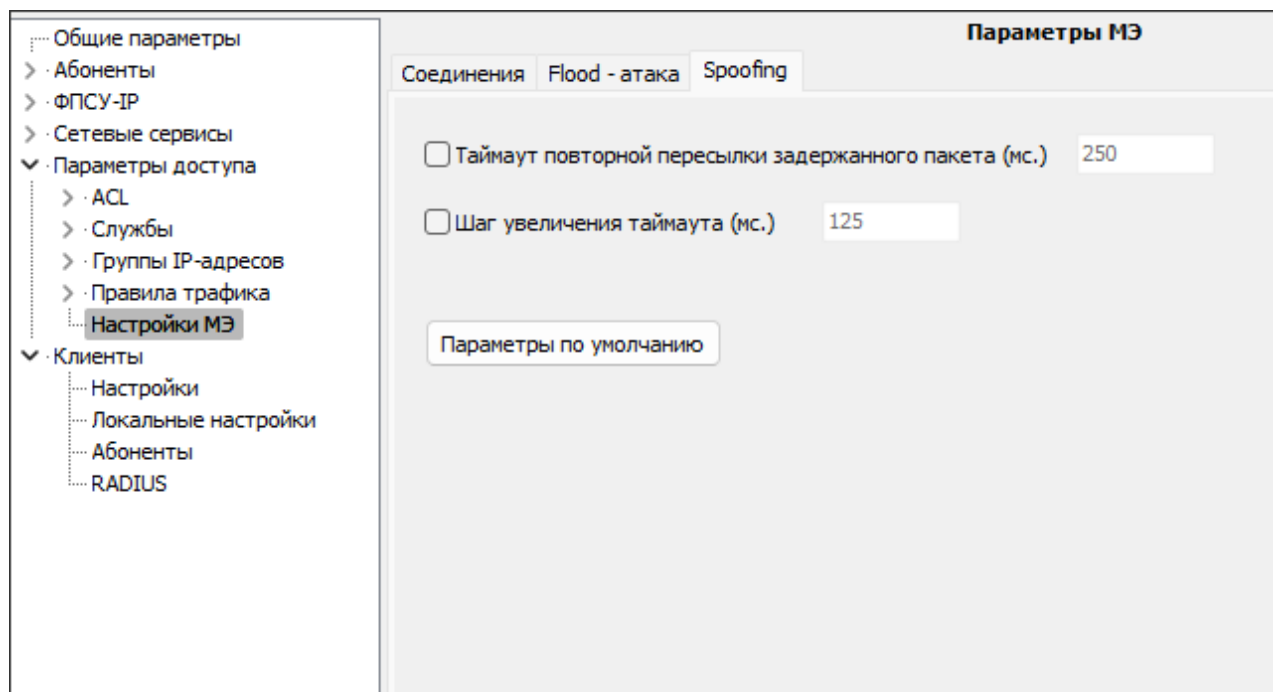 Общие параметры
Абоненты
ФПСУ-IP
Сетевые сервисы
Параметры доступа
ACL
Службы
Группы IP-адресов
Правила трафика
Настройки МЭ
Клиенты
Настройки
Локальные настройки
Абоненты
RADIUS
Параметры МЭ
Соединения Flood - атака Spoofing
Таймаут повторной пересылки задержанного пакета (мс.) 250
Шаг увеличения таймаута (мс.) 125
Параметры по умолчанию